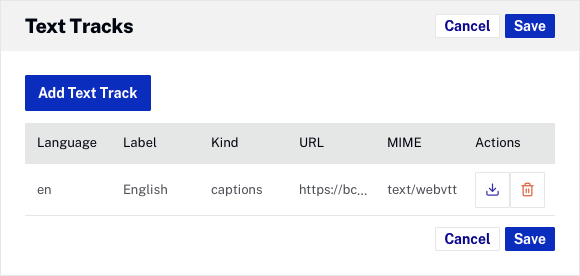 Text Tracks Cancel Save
Add Text Track
Language Label Kind URL MIME Actions
en English captions https://bc... text/webvtt
Cancel Save